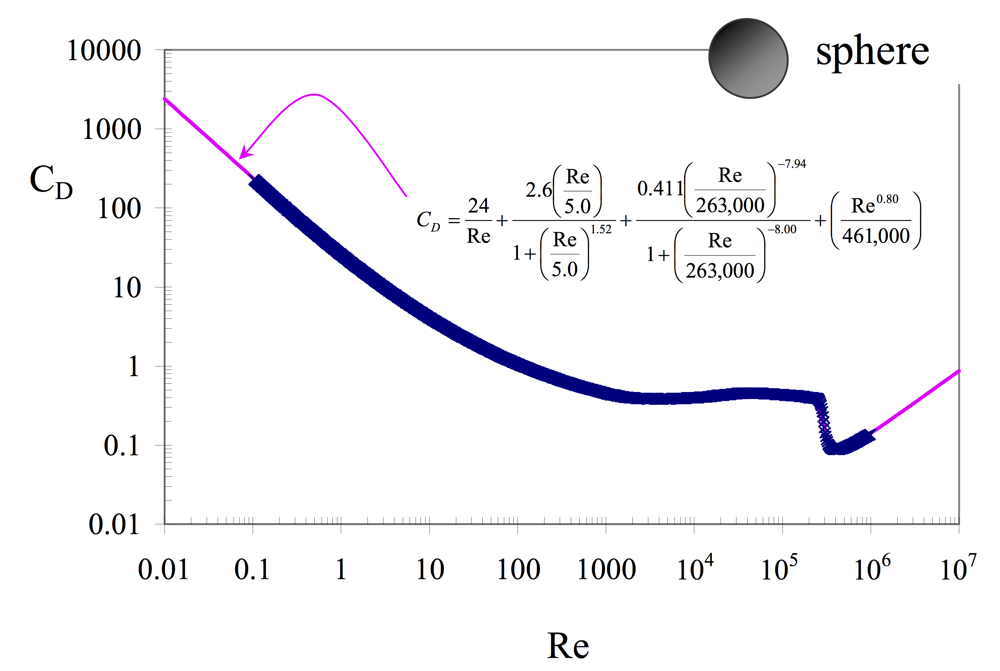 sphere
10000
1000
C_D
100
10
1
0.1
0.01
C_D = 24/Re + 2.6(Re/5.0)/(1+(Re/5.0)^1.52) + 0.411(Re/263,000)^−7.94/(1+(Re/263,000)^−8.00) + (Re^0.80/461,000)
0.01 0.1 1 10 100 1000 10^4 10^5 10^6 10^7
Re